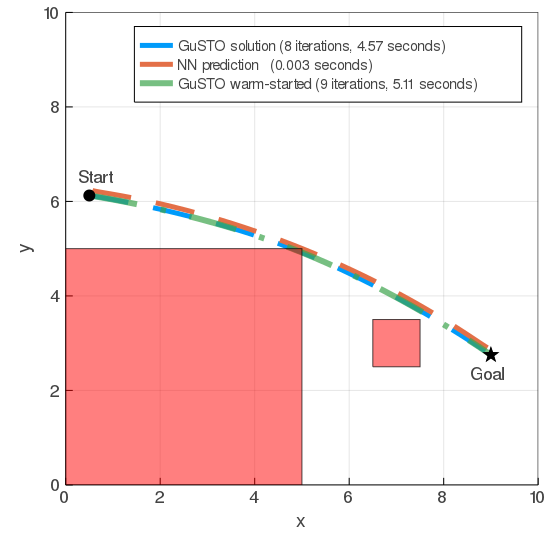 10
GuSTO solution (8 iterations, 4.57 seconds)
NN prediction (0.003 seconds)
GuSTO warm-started (9 iterations, 5.11 seconds)
8
Start
6
y
4
Goal
2
0
0 2 4 6 8 10
x